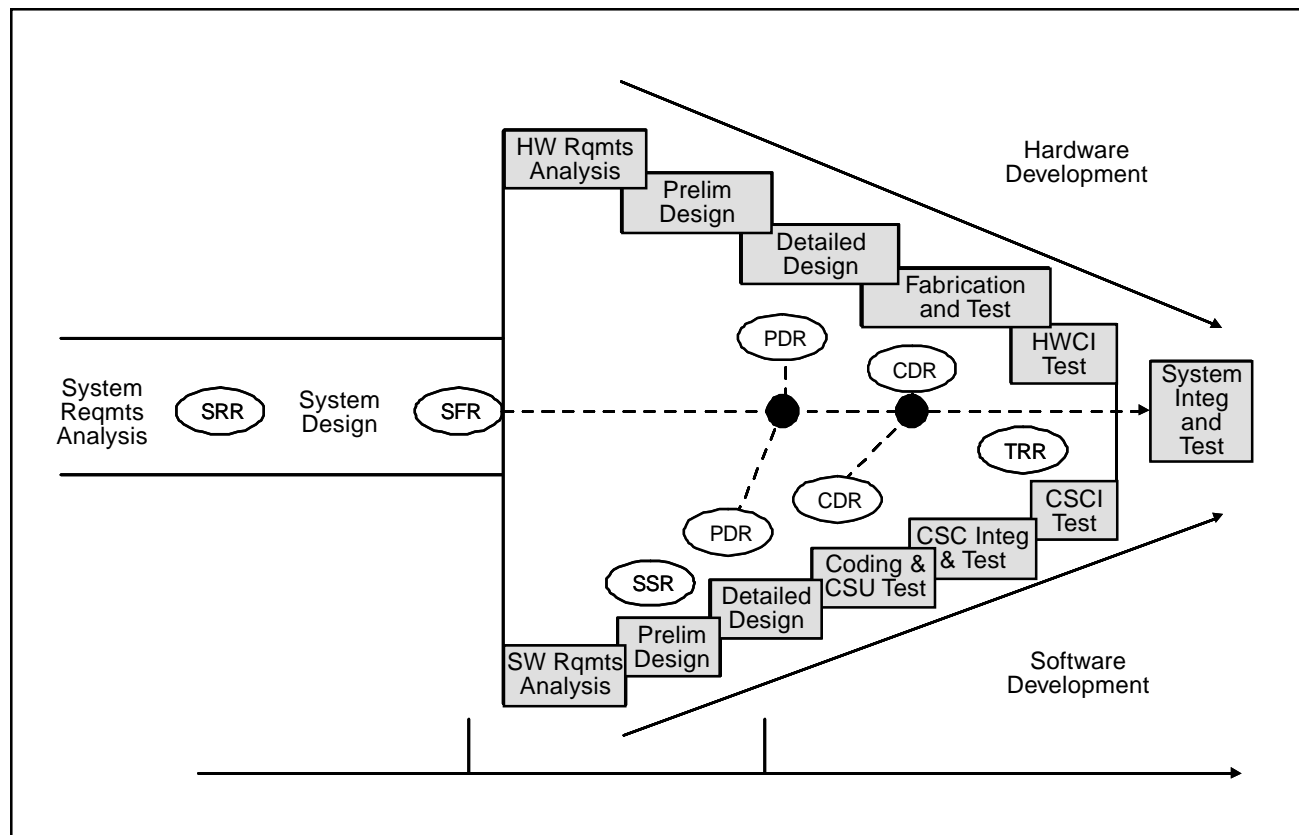 HW Rqmts
Analysis
Prelim
Design
Detailed
Design
Fabrication
and Test
HWCI
Test
Hardware
Development
PDR
CDR
System
Reqmts
Analysis
SRR
System
Design
SFR
System
Integ
and
Test
TRR
CDR
PDR
SSR
SW Rqmts
Analysis
Prelim
Design
Detailed
Design
Coding &
CSU Test
CSC Integ
& Test
CSCI
Test
Software
Development